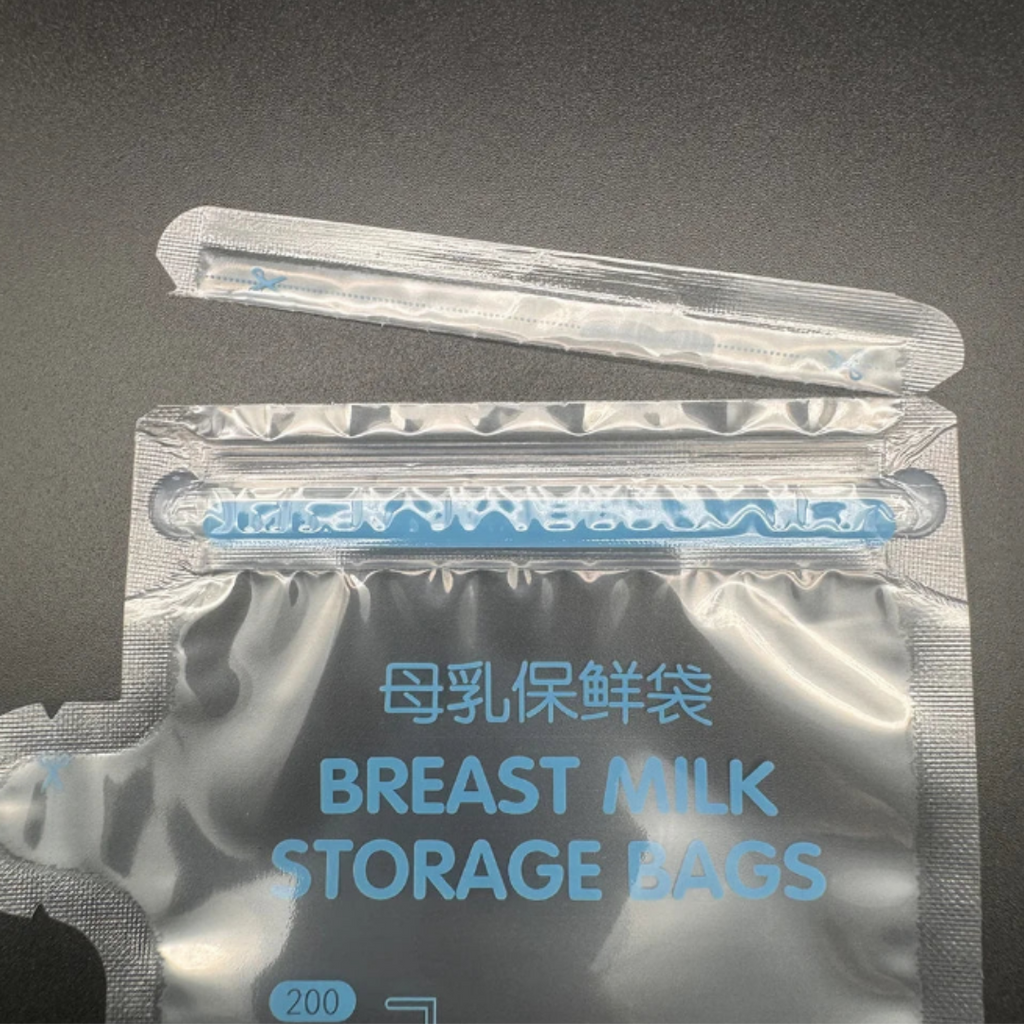 母乳保鲜袋
BREAST MILK
STORAGE BAGS
200